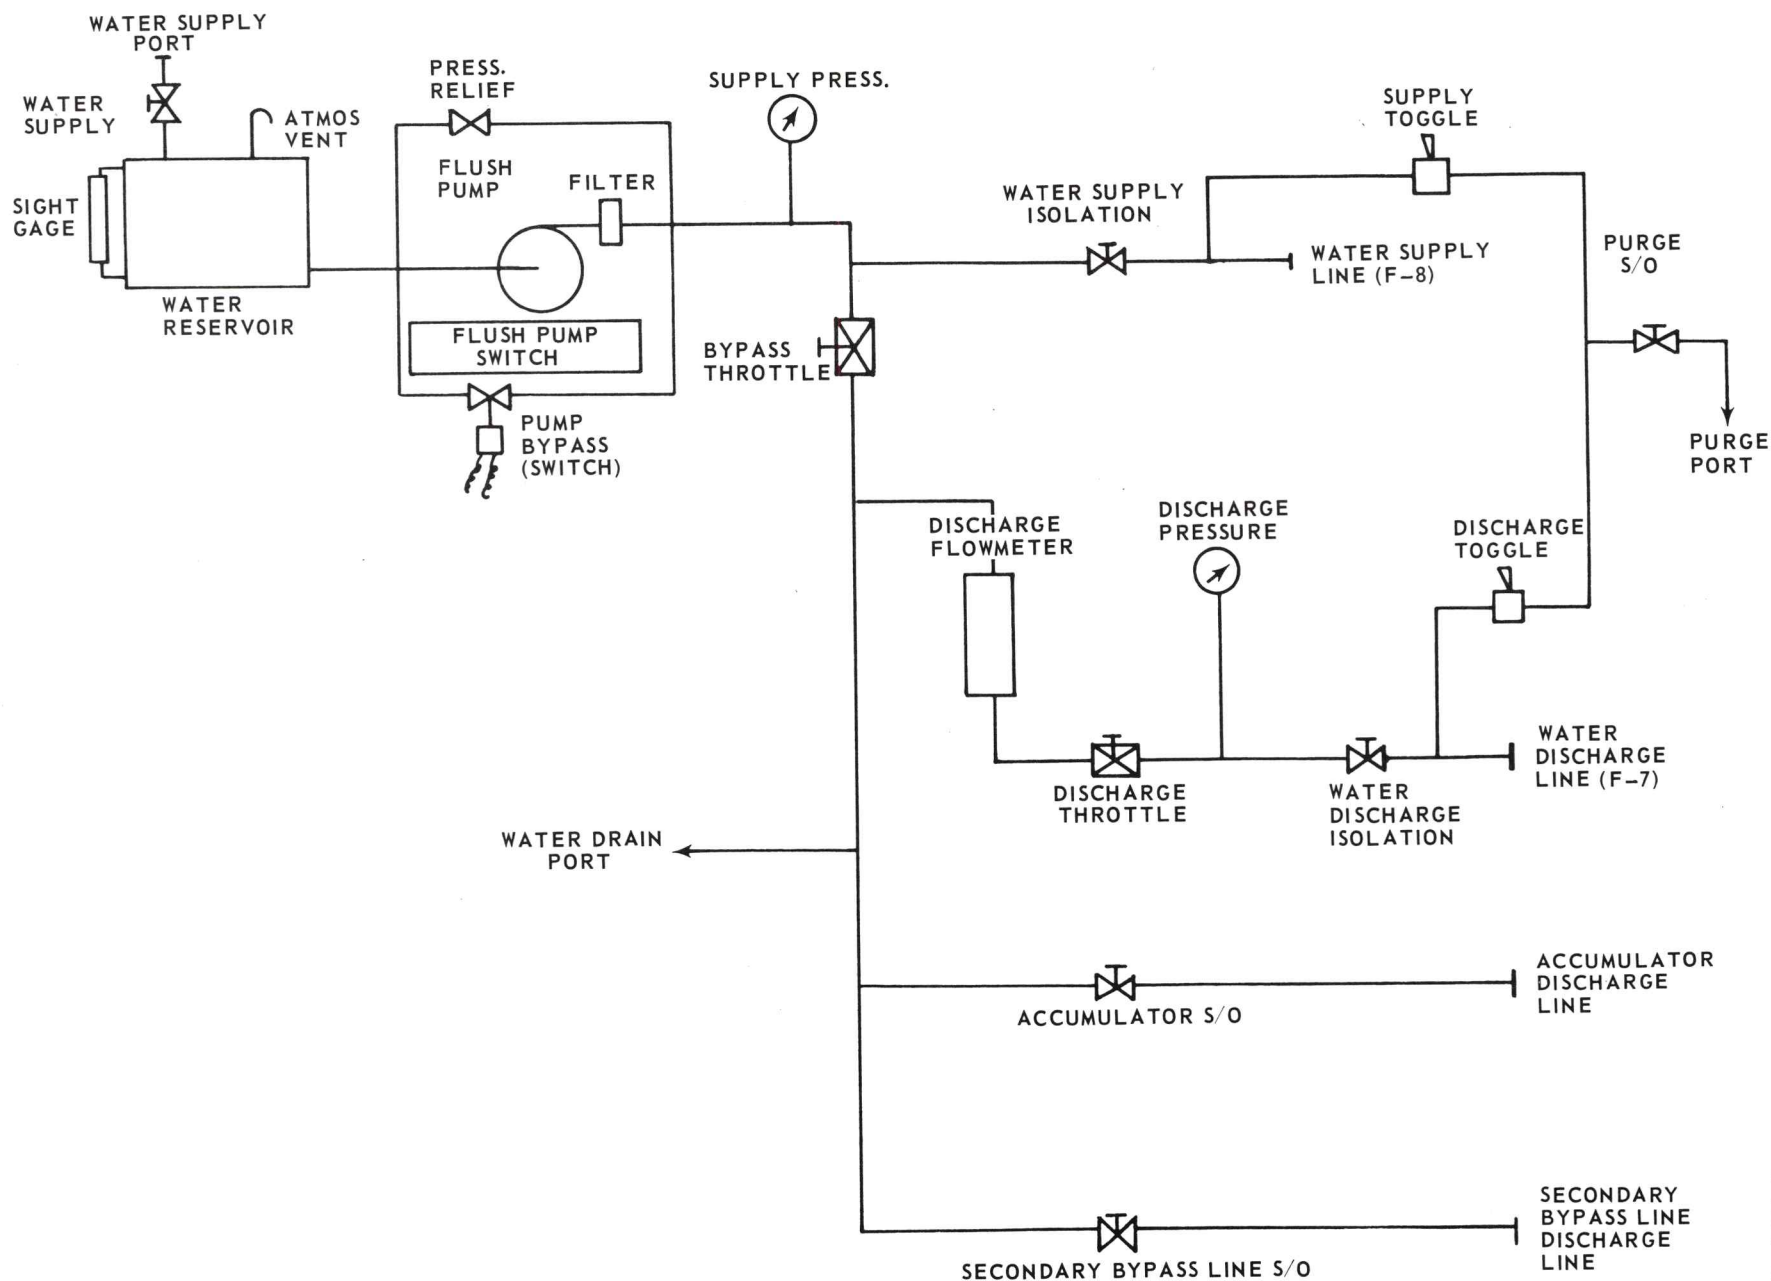 WATER SUPPLY
PORT
WATER
SUPPLY
ATMOS
VENT
SIGHT
GAGE
WATER
RESERVOIR
PRESS.
RELIEF
FLUSH
PUMP
FILTER
FLUSH PUMP
SWITCH
PUMP
BYPASS
(SWITCH)
SUPPLY PRESS.
BYPASS
THROTTLE
WATER SUPPLY
ISOLATION
WATER SUPPLY
LINE (F-8)
SUPPLY
TOGGLE
PURGE
S/O
PURGE
PORT
DISCHARGE
FLOWMETER
DISCHARGE
PRESSURE
DISCHARGE
TOGGLE
DISCHARGE
THROTTLE
WATER
DISCHARGE
ISOLATION
WATER
DISCHARGE
LINE (F-7)
WATER DRAIN
PORT
ACCUMULATOR S/O
ACCUMULATOR
DISCHARGE
LINE
SECONDARY BYPASS LINE S/O
SECONDARY
BYPASS LINE
DISCHARGE
LINE